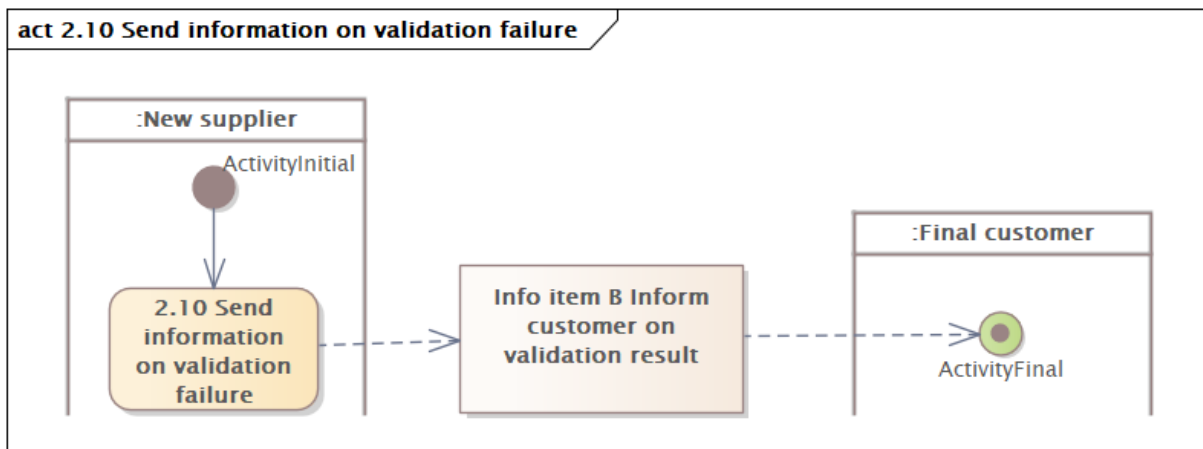 act 2.10 Send information on validation failure
:New supplier
ActivityInitial
2.10 Send
information
on validation
failure
Info item B Inform
customer on
validation result
:Final customer
ActivityFinal